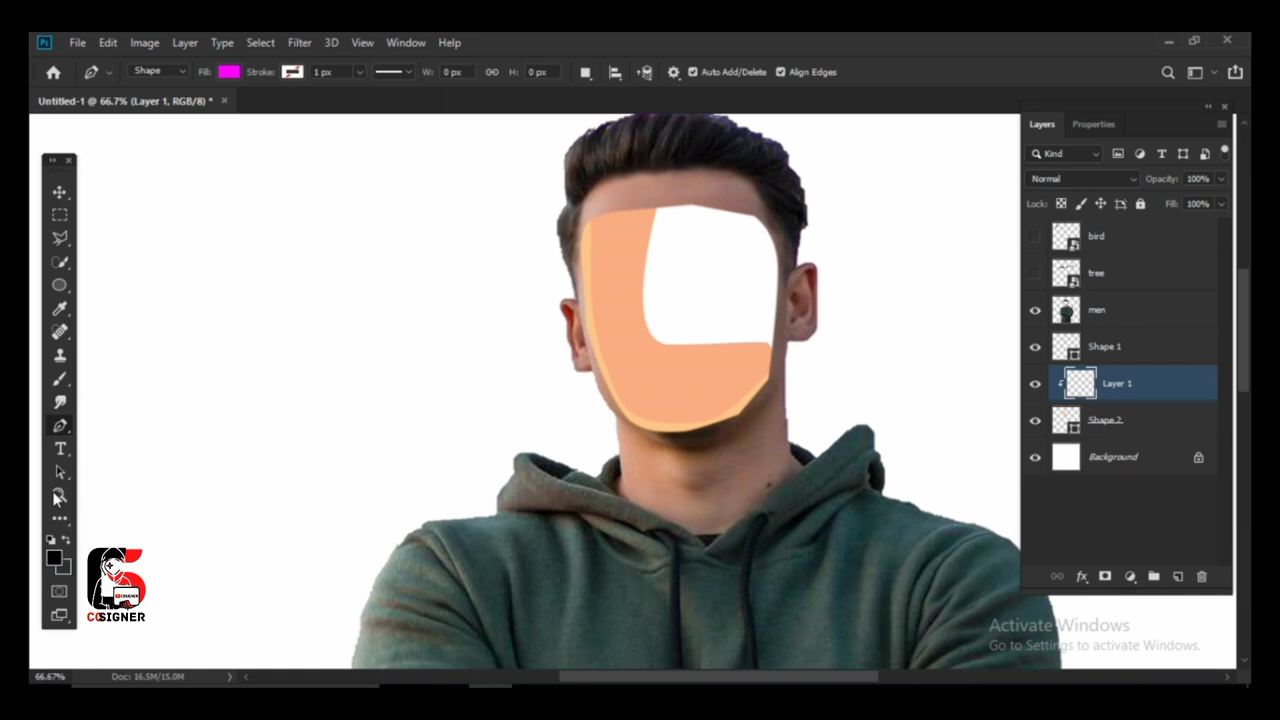 Ps File Edit Image Layer Type Select Filter 3D View Window Help
Shape Fill: Stroke: 1 px W: 0 px H: 0 px Auto Add/Delete Align Edges
Untitled-1 @ 66.7% (Layer 1, RGB/8) *
Layers Properties
Kind
Normal Opacity: 100%
Lock: Fill: 100%
bird
tree
men
Shape 1
Layer 1
Shape 2
Background
COSIGNER
Activate Windows
Go to Settings to activate Windows.
66.67% Doc: 16.5M/15.0M